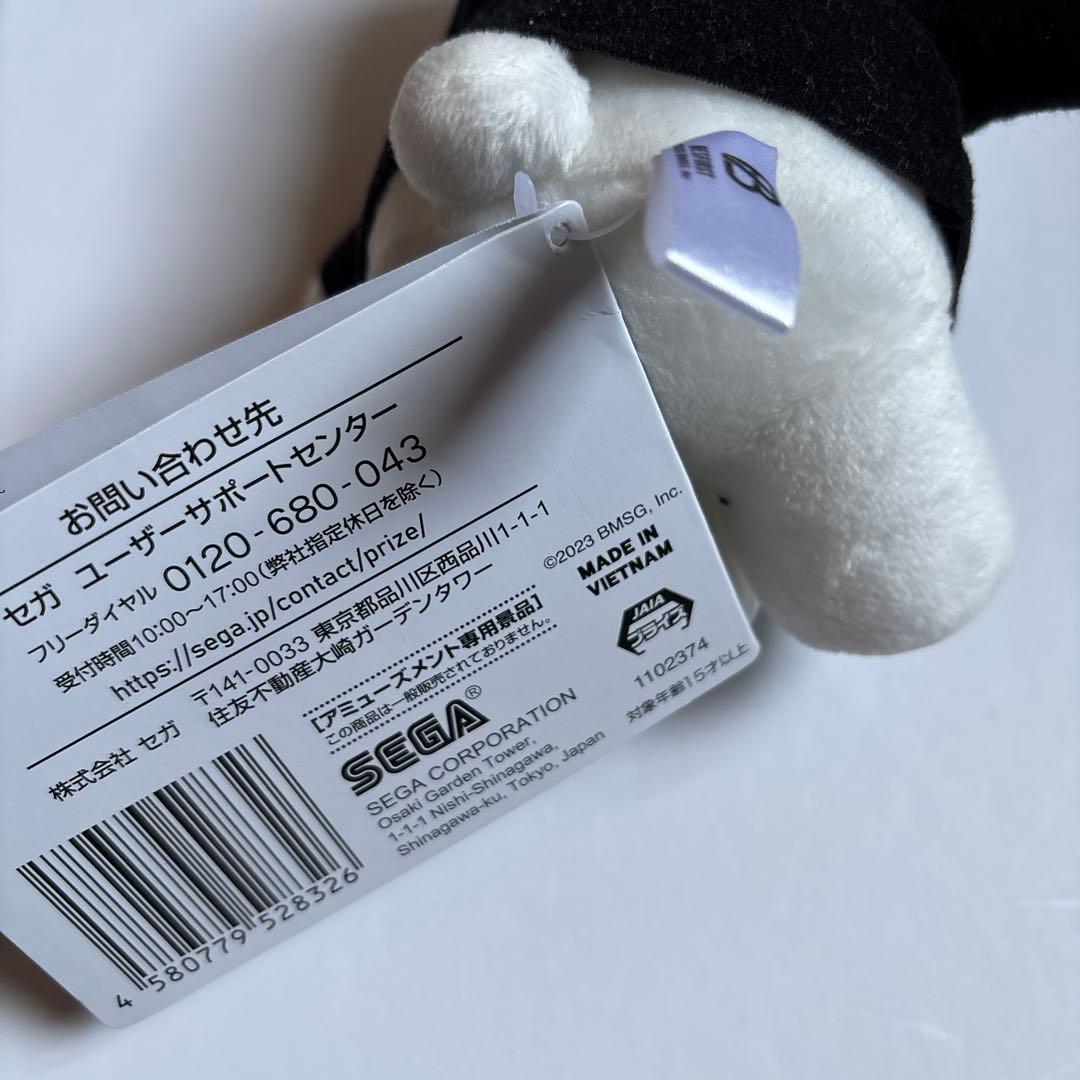 お問い合わせ先
セガ ユーザーサポートセンター
フリーダイヤル 0120-680-043
受付時間10:00～17:00(弊社指定休日を除く)
https://sega.jp/contact/prize/
株式会社 セガ
〒141-0033 東京都品川区西品川1-1-1
住友不動産大崎ガーデンタワー
[アミューズメント専用景品]
この商品は一般販売されておりません。
SEGA®
SEGA CORPORATION
Osaki Garden Tower,
1-1-1 Nishi-Shinagawa,
Shinagawa-ku, Tokyo, Japan
©2023 BMSG, Inc.
MADE IN
VIETNAM
JAIA
プライズ
1102374
対象年齢15才以上
4 580779 528326